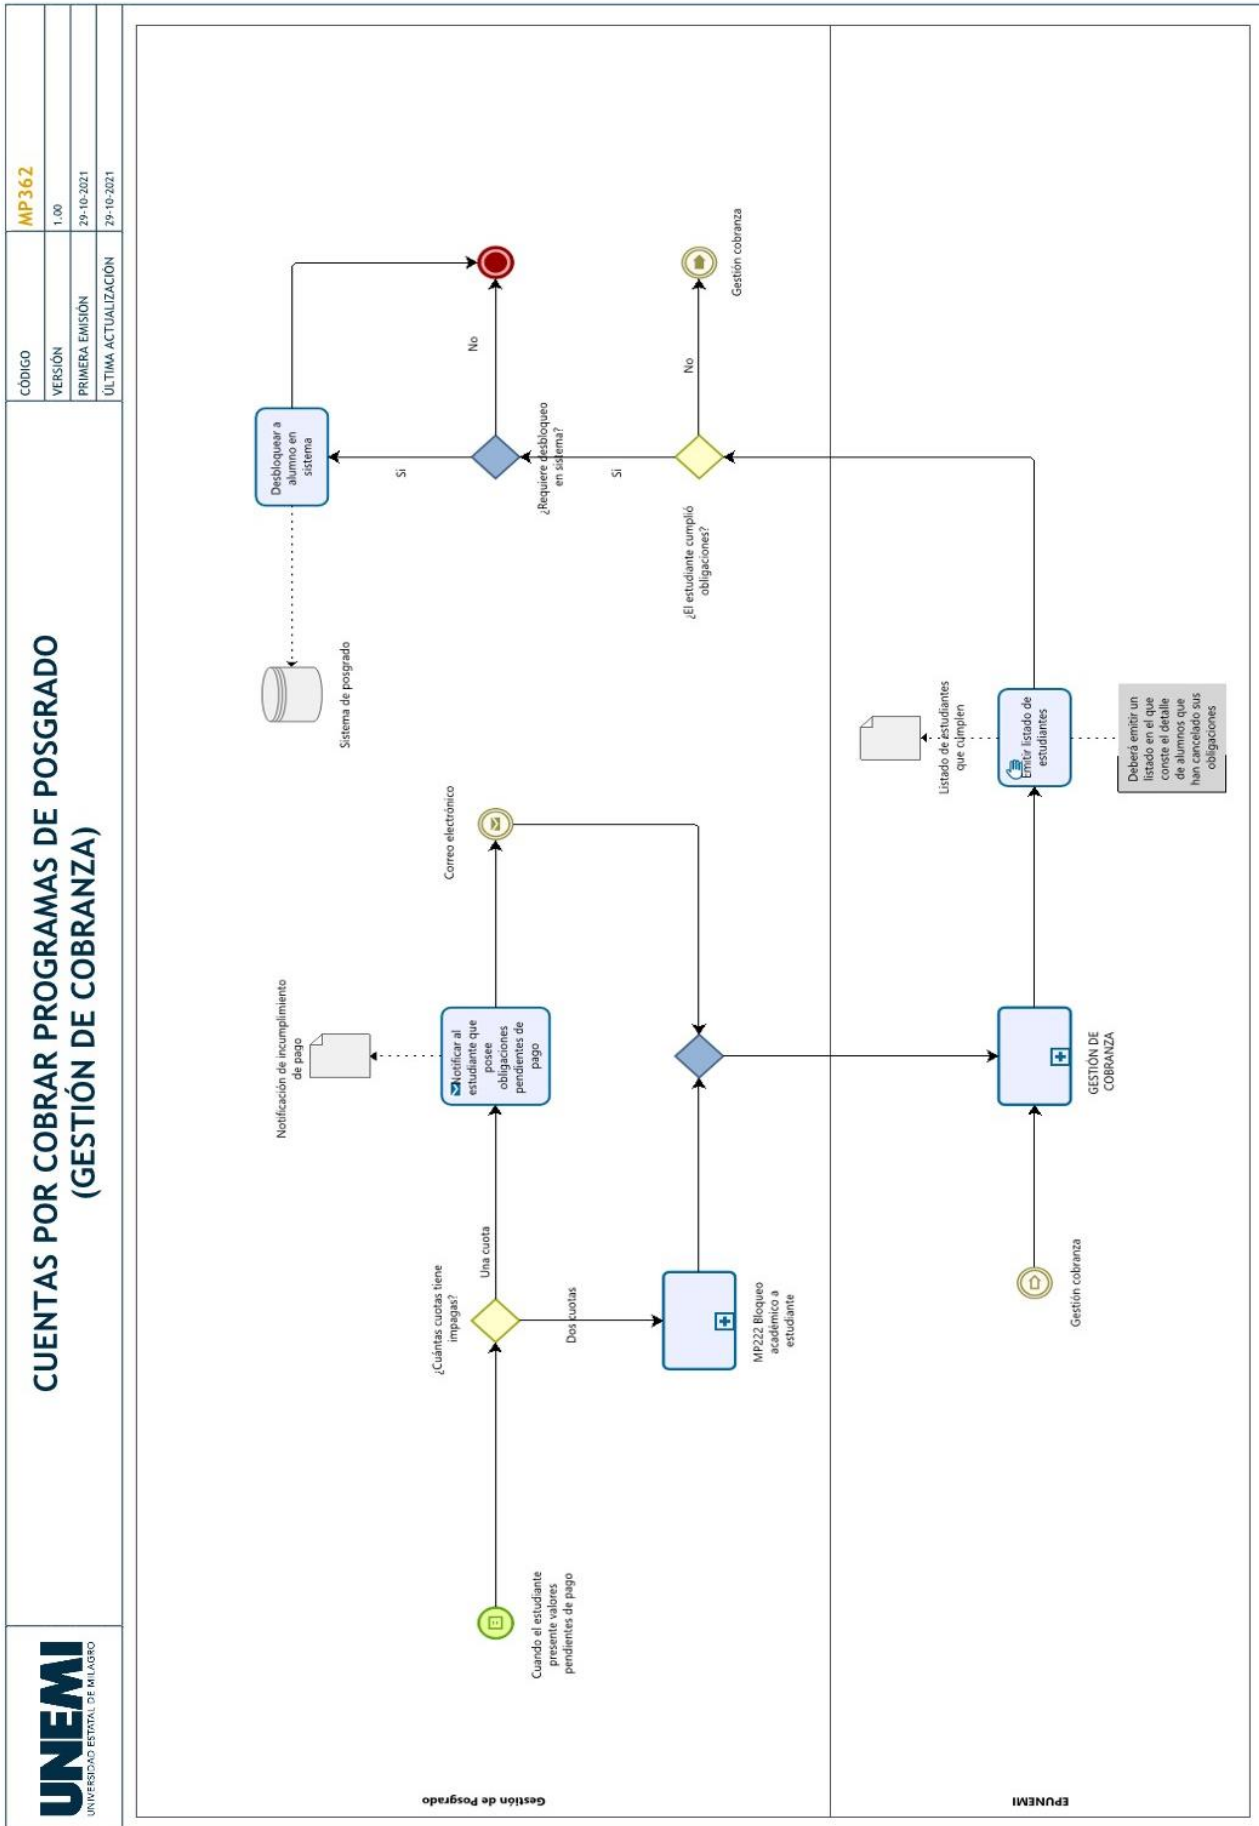 UNEMI
UNIVERSIDAD ESTATAL DE MILAGRO
CUENTAS POR COBRAR PROGRAMAS DE POSGRADO
(GESTIÓN DE COBRANZA)
CÓDIGO
MP362
VERSIÓN
1.00
PRIMERA EMISIÓN
29-10-2021
ÚLTIMA ACTUALIZACIÓN
29-10-2021
Gestión de Posgrado
Cuando el estudiante
presente valores
pendientes de pago
¿Cuántas cuotas tiene
impagas?
Una cuota
Dos cuotas
Notificación de incumplimiento
de pago
Notificar al
estudiante que
posee
obligaciones
pendientes de
pago
Correo electrónico
MP222 Bloqueo
académico a
estudiante
Sistema de posgrado
Desbloquear a
alumno en
sistema
Si
¿Requiere desbloqueo
en sistema?
No
Si
¿El estudiante cumplió
obligaciones?
No
Gestión cobranza
EPUNEMI
Gestión cobranza
GESTIÓN DE
COBRANZA
Listado de estudiantes
que cumplen
Emitir listado de
estudiantes
Deberá emitir un
listado en el que
conste el detalle
de alumnos que
han cancelado sus
obligaciones